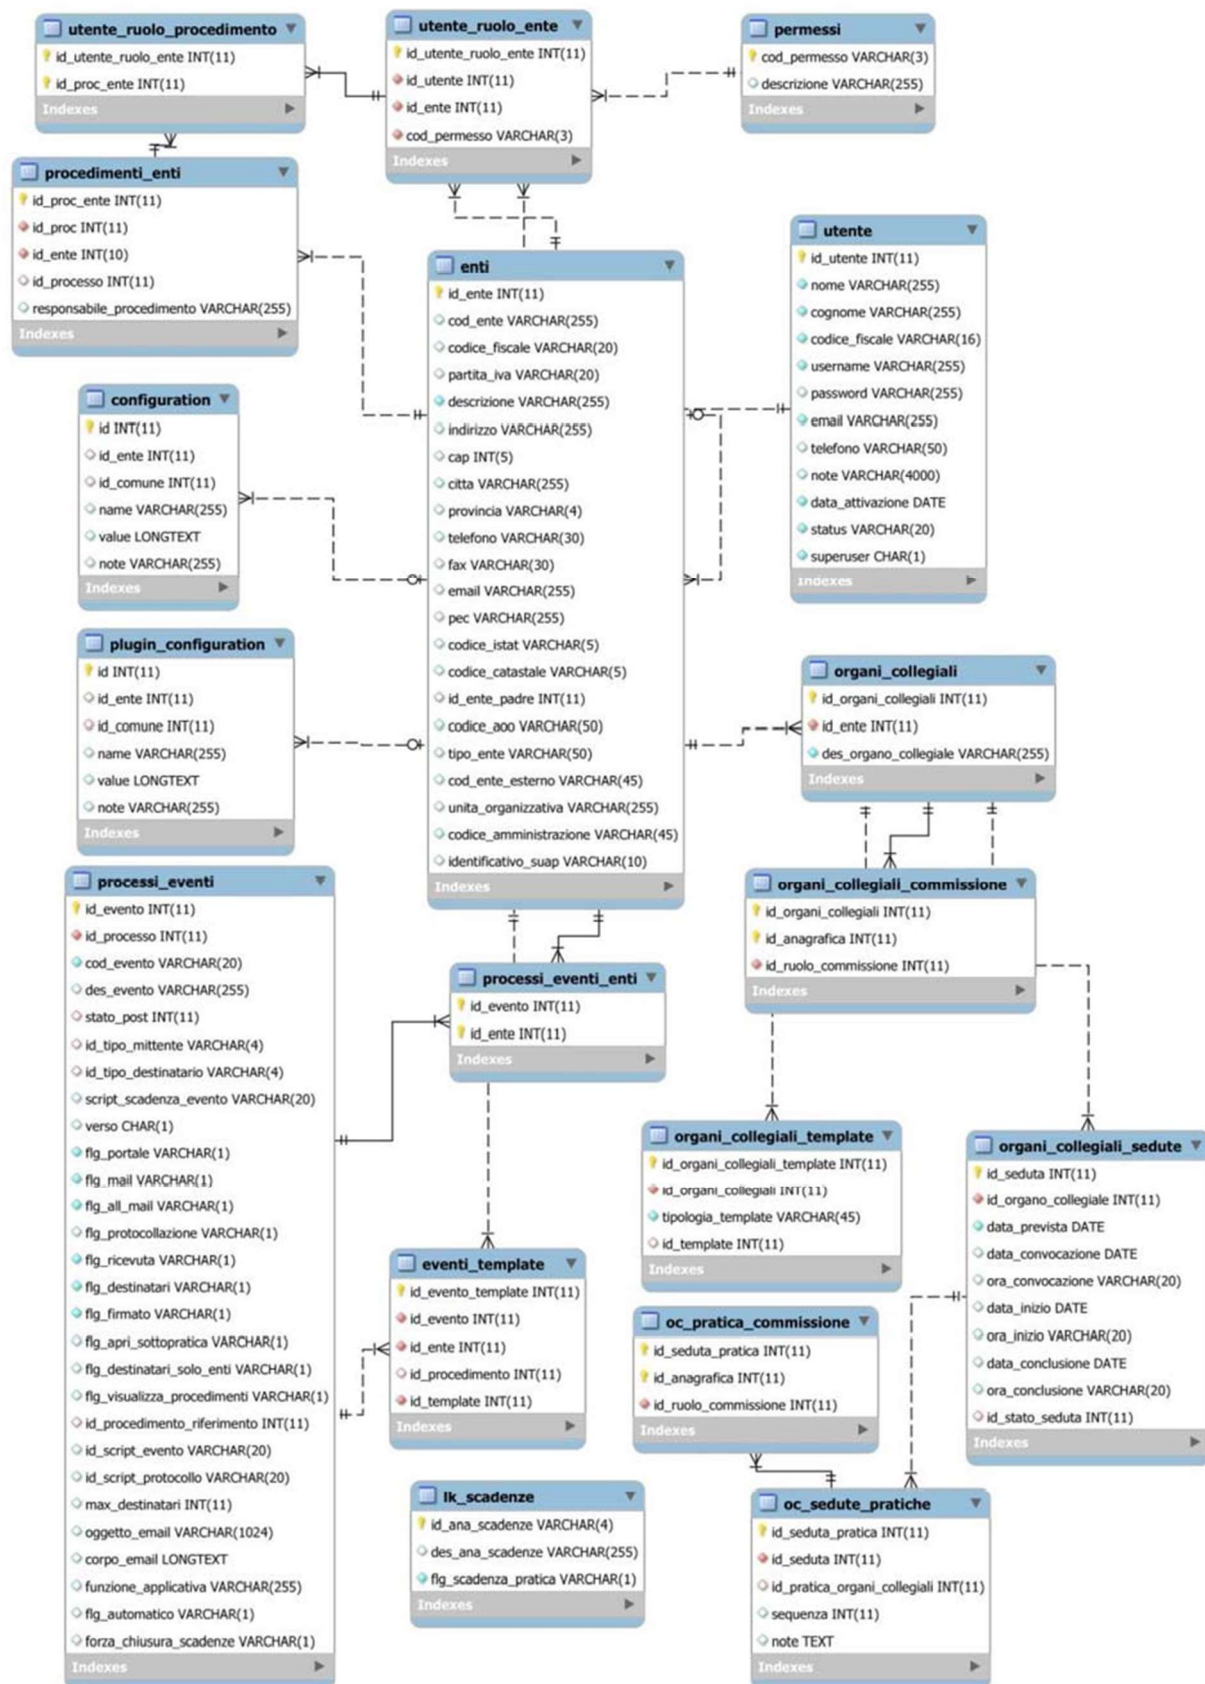 utente_ruolo_procedimento
id_utente_ruolo_ente INT(11)
id_proc_ente INT(11)
Indexes
utente_ruolo_ente
id_utente_ruolo_ente INT(11)
id_utente INT(11)
id_ente INT(11)
cod_permesso VARCHAR(3)
Indexes
permessi
cod_permesso VARCHAR(3)
descrizione VARCHAR(255)
Indexes
procedimenti_enti
id_proc_ente INT(11)
id_proc INT(11)
id_ente INT(10)
id_processo INT(11)
responsabile_procedimento VARCHAR(255)
Indexes
enti
id_ente INT(11)
cod_ente VARCHAR(255)
codice_fiscale VARCHAR(20)
partita_iva VARCHAR(20)
descrizione VARCHAR(255)
indirizzo VARCHAR(255)
cap INT(5)
citta VARCHAR(255)
provincia VARCHAR(4)
telefono VARCHAR(30)
fax VARCHAR(30)
email VARCHAR(255)
pec VARCHAR(255)
codice_istat VARCHAR(5)
codice_catastale VARCHAR(5)
id_ente_padre INT(11)
codice_aoo VARCHAR(50)
tipo_ente VARCHAR(50)
cod_ente_esterno VARCHAR(45)
unita_organizzativa VARCHAR(255)
codice_amministrazione VARCHAR(45)
identificativo_suap VARCHAR(10)
Indexes
utente
id_utente INT(11)
nome VARCHAR(255)
cognome VARCHAR(255)
codice_fiscale VARCHAR(16)
username VARCHAR(255)
password VARCHAR(255)
email VARCHAR(255)
telefono VARCHAR(50)
note VARCHAR(4000)
data_attivazione DATE
status VARCHAR(20)
superuser CHAR(1)
Indexes
configuration
id INT(11)
id_ente INT(11)
id_comune INT(11)
name VARCHAR(255)
value LONGTEXT
note VARCHAR(255)
Indexes
plugin_configuration
id INT(11)
id_ente INT(11)
id_comune INT(11)
name VARCHAR(255)
value LONGTEXT
note VARCHAR(255)
Indexes
organi_collegiali
id_organi_collegiali INT(11)
id_ente INT(11)
des_organo_collegiale VARCHAR(255)
Indexes
processi_eventi
id_evento INT(11)
id_processo INT(11)
cod_evento VARCHAR(20)
des_evento VARCHAR(255)
stato_post INT(11)
id_tipo_mittente VARCHAR(4)
id_tipo_destinatario VARCHAR(4)
script_scadenza_evento VARCHAR(20)
verso CHAR(1)
flg_portale VARCHAR(1)
flg_mail VARCHAR(1)
flg_all_mail VARCHAR(1)
flg_protocollazione VARCHAR(1)
flg_ricevuta VARCHAR(1)
flg_destinatari VARCHAR(1)
flg_firmato VARCHAR(1)
flg_apri_sottopratica VARCHAR(1)
flg_destinatari_solo_enti VARCHAR(1)
flg_visualizza_procedimenti VARCHAR(1)
id_procedimento_riferimento INT(11)
id_script_evento VARCHAR(20)
id_script_protocollo VARCHAR(20)
max_destinatari INT(11)
oggetto_email VARCHAR(1024)
corpo_email LONGTEXT
funzione_applicativa VARCHAR(255)
flg_automatico VARCHAR(1)
forza_chiusura_scadenze VARCHAR(1)
Indexes
organi_collegiali_commissione
id_organi_collegiali INT(11)
id_anagrafica INT(11)
id_ruolo_commissione INT(11)
Indexes
processi_eventi_enti
id_evento INT(11)
id_ente INT(11)
Indexes
organi_collegiali_template
id_organi_collegiali_template INT(11)
id_organi_collegiali INT(11)
tipologia_template VARCHAR(45)
id_template INT(11)
Indexes
organi_collegiali_sedute
id_seduta INT(11)
id_organo_collegiale INT(11)
data_prevista DATE
data_convocazione DATE
ora_convocazione VARCHAR(20)
data_inizio DATE
ora_inizio VARCHAR(20)
data_conclusione DATE
ora_conclusione VARCHAR(20)
id_stato_seduta INT(11)
Indexes
eventi_template
id_evento_template INT(11)
id_evento INT(11)
id_ente INT(11)
id_procedimento INT(11)
id_template INT(11)
Indexes
oc_pratica_commissione
id_seduta_pratica INT(11)
id_anagrafica INT(11)
id_ruolo_commissione INT(11)
Indexes
lk_scadenze
id_ana_scadenze VARCHAR(4)
des_ana_scadenze VARCHAR(255)
flg_scadenza_pratica VARCHAR(1)
Indexes
oc_sedute_pratiche
id_seduta_pratica INT(11)
id_seduta INT(11)
id_pratica_organi_collegiali INT(11)
sequenza INT(11)
note TEXT
Indexes